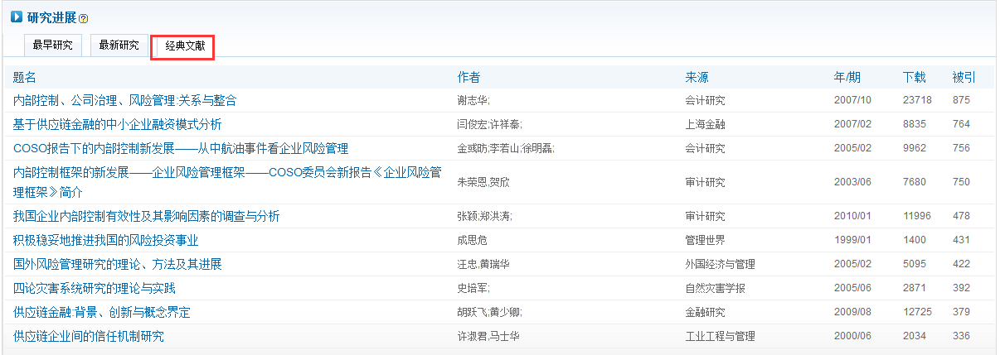 研究进展
最早研究 最新研究 经典文献
题名 作者 来源 年/期 下载 被引
内部控制、公司治理、风险管理:关系与整合 谢志华; 会计研究 2007/10 23718 875
基于供应链金融的中小企业融资模式分析 闫俊宏;许祥秦; 上海金融 2007/02 8835 764
COSO报告下的内部控制新发展——从中航油事件看企业风险管理 金彧昉;李若山;徐明磊; 会计研究 2005/02 9962 756
内部控制框架的新发展——企业风险管理框架——COSO委员会新报告《企业风险管
理框架》简介 朱荣恩,贺欣 审计研究 2003/06 7680 750
我国企业内部控制有效性及其影响因素的调查与分析 张颖;郑洪涛; 审计研究 2010/01 11996 478
积极稳妥地推进我国的风险投资事业 成思危 管理世界 1999/01 1400 431
国外风险管理研究的理论、方法及其进展 汪忠,黄瑞华 外国经济与管理 2005/02 5095 422
四论灾害系统研究的理论与实践 史培军; 自然灾害学报 2005/06 2871 392
供应链金融:背景、创新与概念界定 胡跃飞;黄少卿; 金融研究 2009/08 12725 379
供应链企业间的信任机制研究 许淑君,马士华 工业工程与管理 2000/06 2034 336